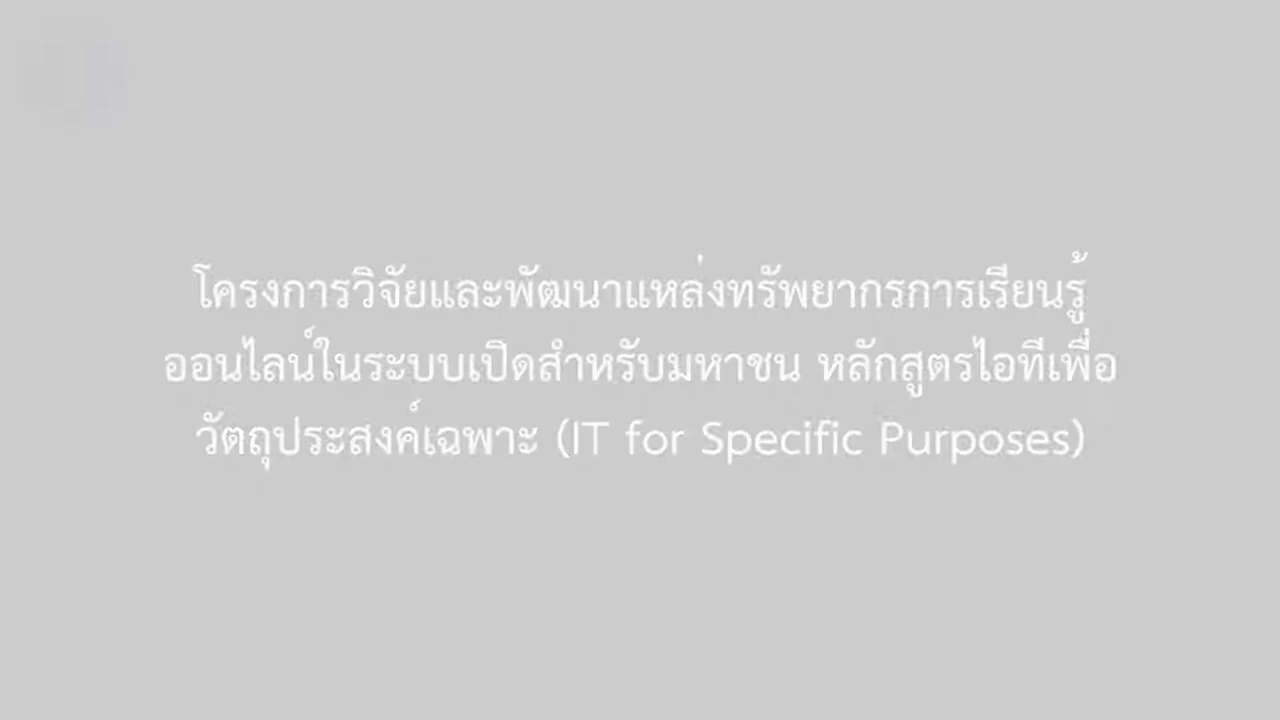 โครงการวิจัยและพัฒนาแหล่งทรัพยากรการเรียนรู้
ออนไลน์ในระบบเปิดสำหรับมหาชน หลักสูตรไอทีเพื่อ
วัตถุประสงค์เฉพาะ (IT for Specific Purposes)